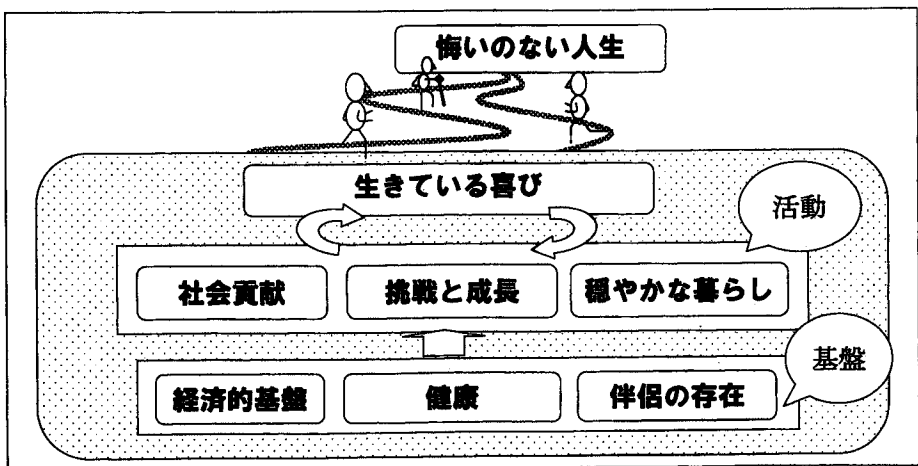 悔いのない人生
生きている喜び
活動
社会貢献
挑戦と成長
穏やかな暮らし
基盤
経済的基盤
健康
伴侶の存在